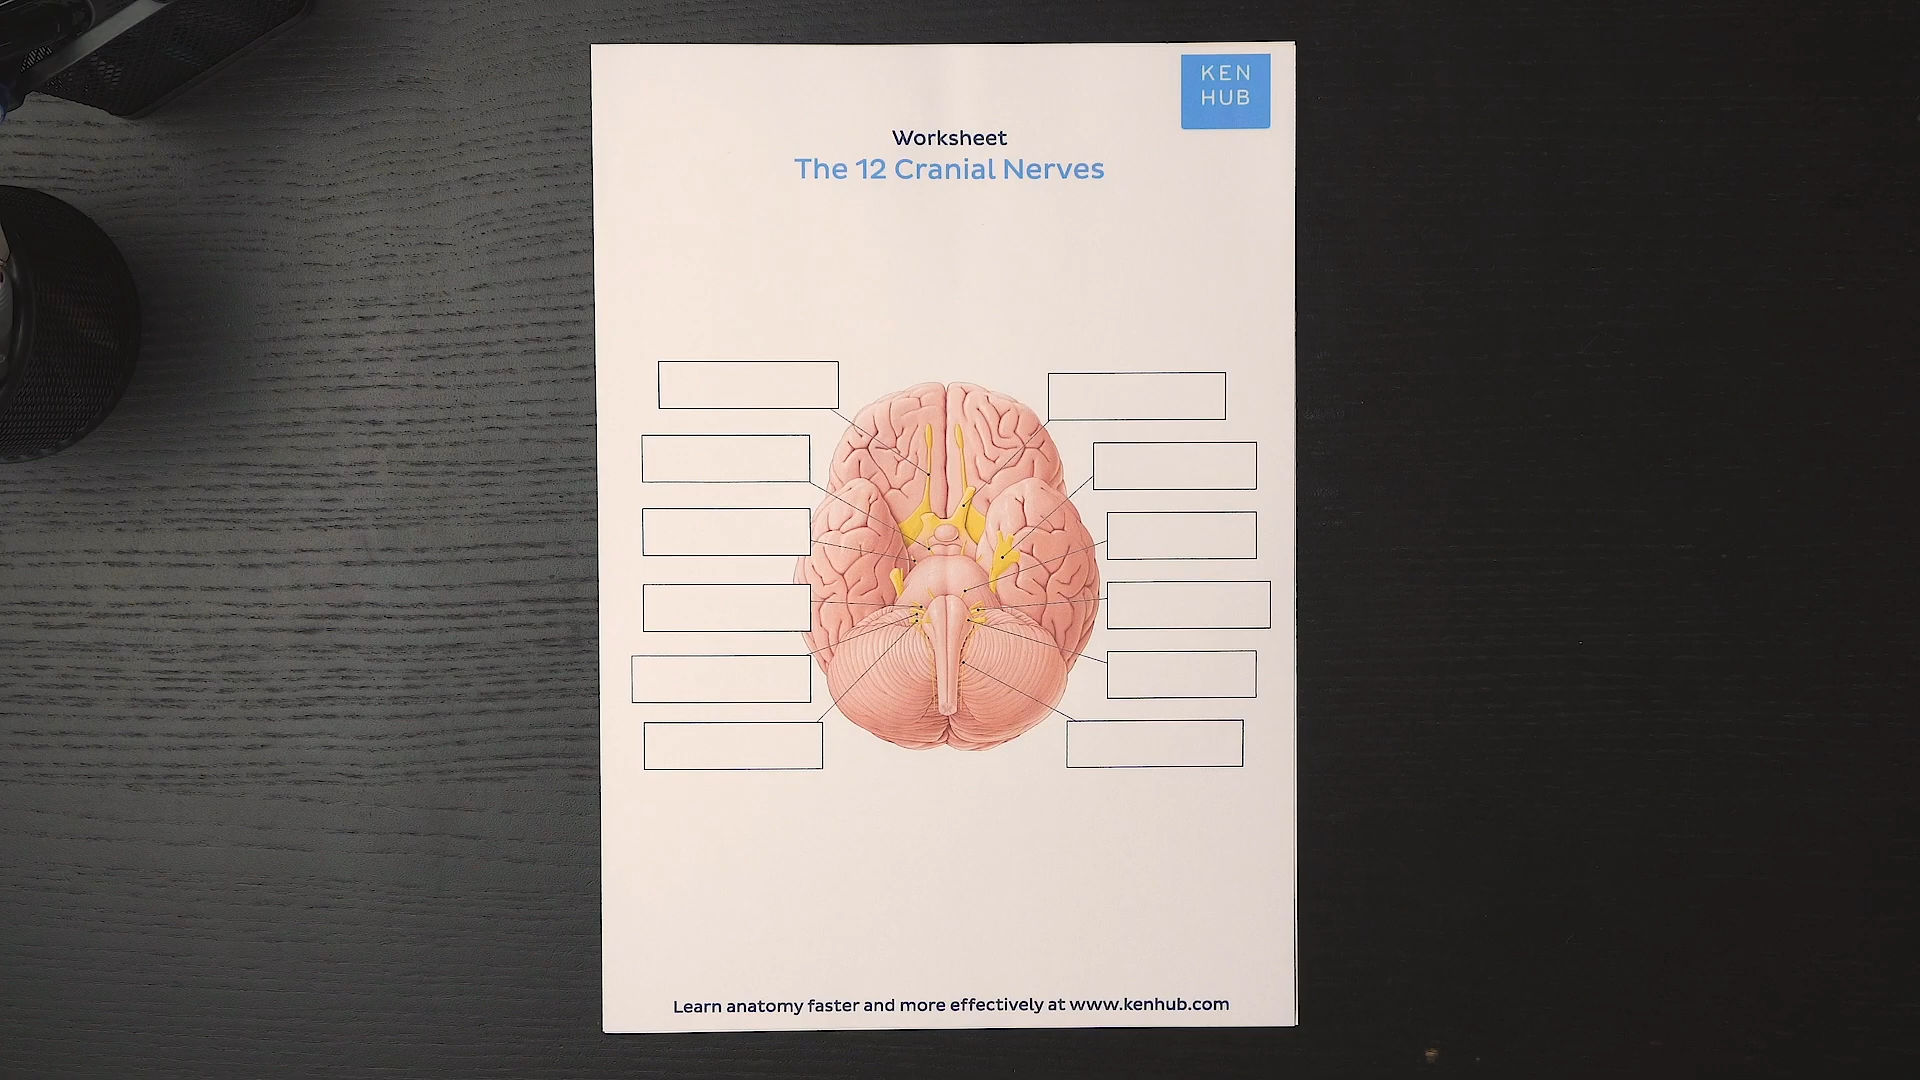 KEN
HUB
Worksheet
The 12 Cranial Nerves
Learn anatomy faster and more effectively at www.kenhub.com